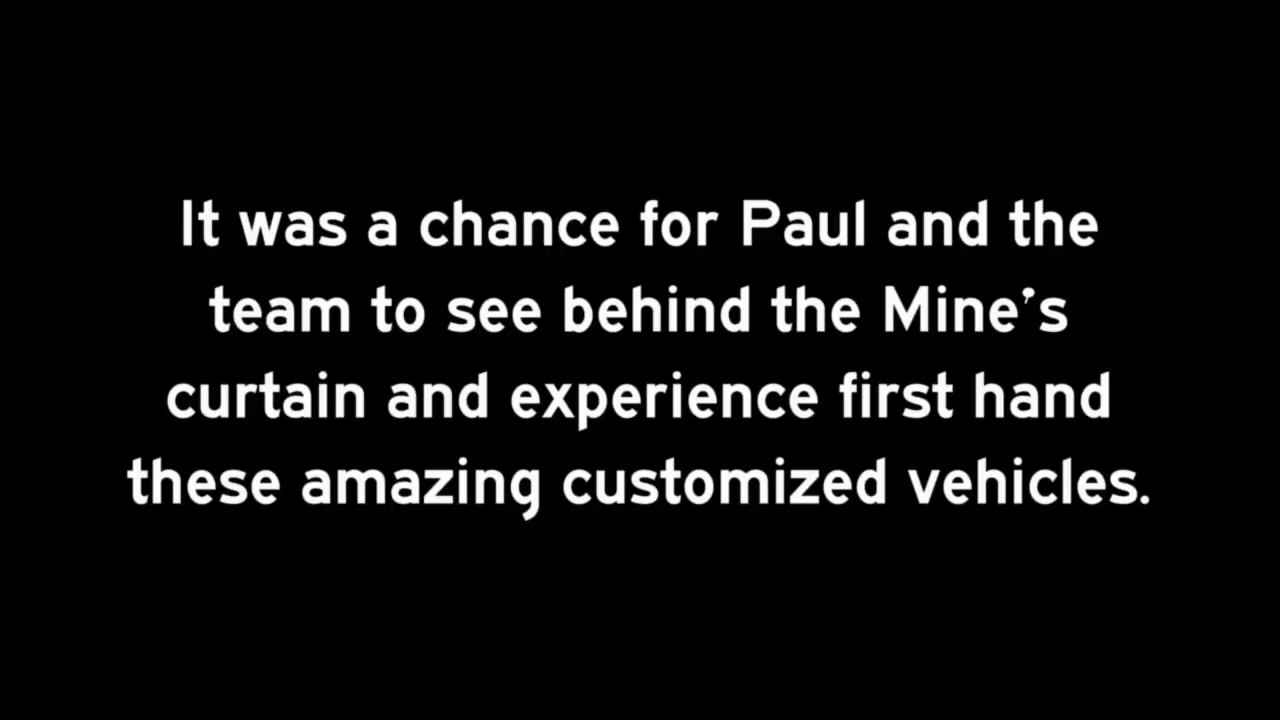 It was a chance for Paul and the
team to see behind the Mine's
curtain and experience first hand
these amazing customized vehicles.